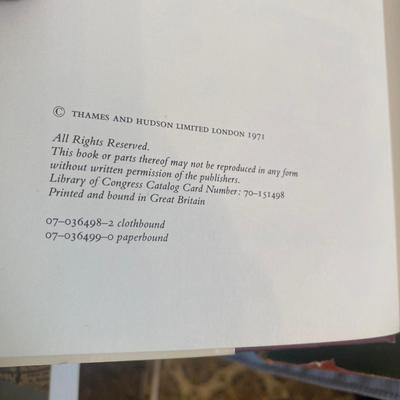 © THAMES AND HUDSON LIMITED LONDON 1971
All Rights Reserved.
This book or parts thereof may not be reproduced in any form
without written permission of the publishers.
Library of Congress Catalog Card Number: 70–151498
Printed and bound in Great Britain
07–036498–2 clothbound
07–036499–0 paperbound